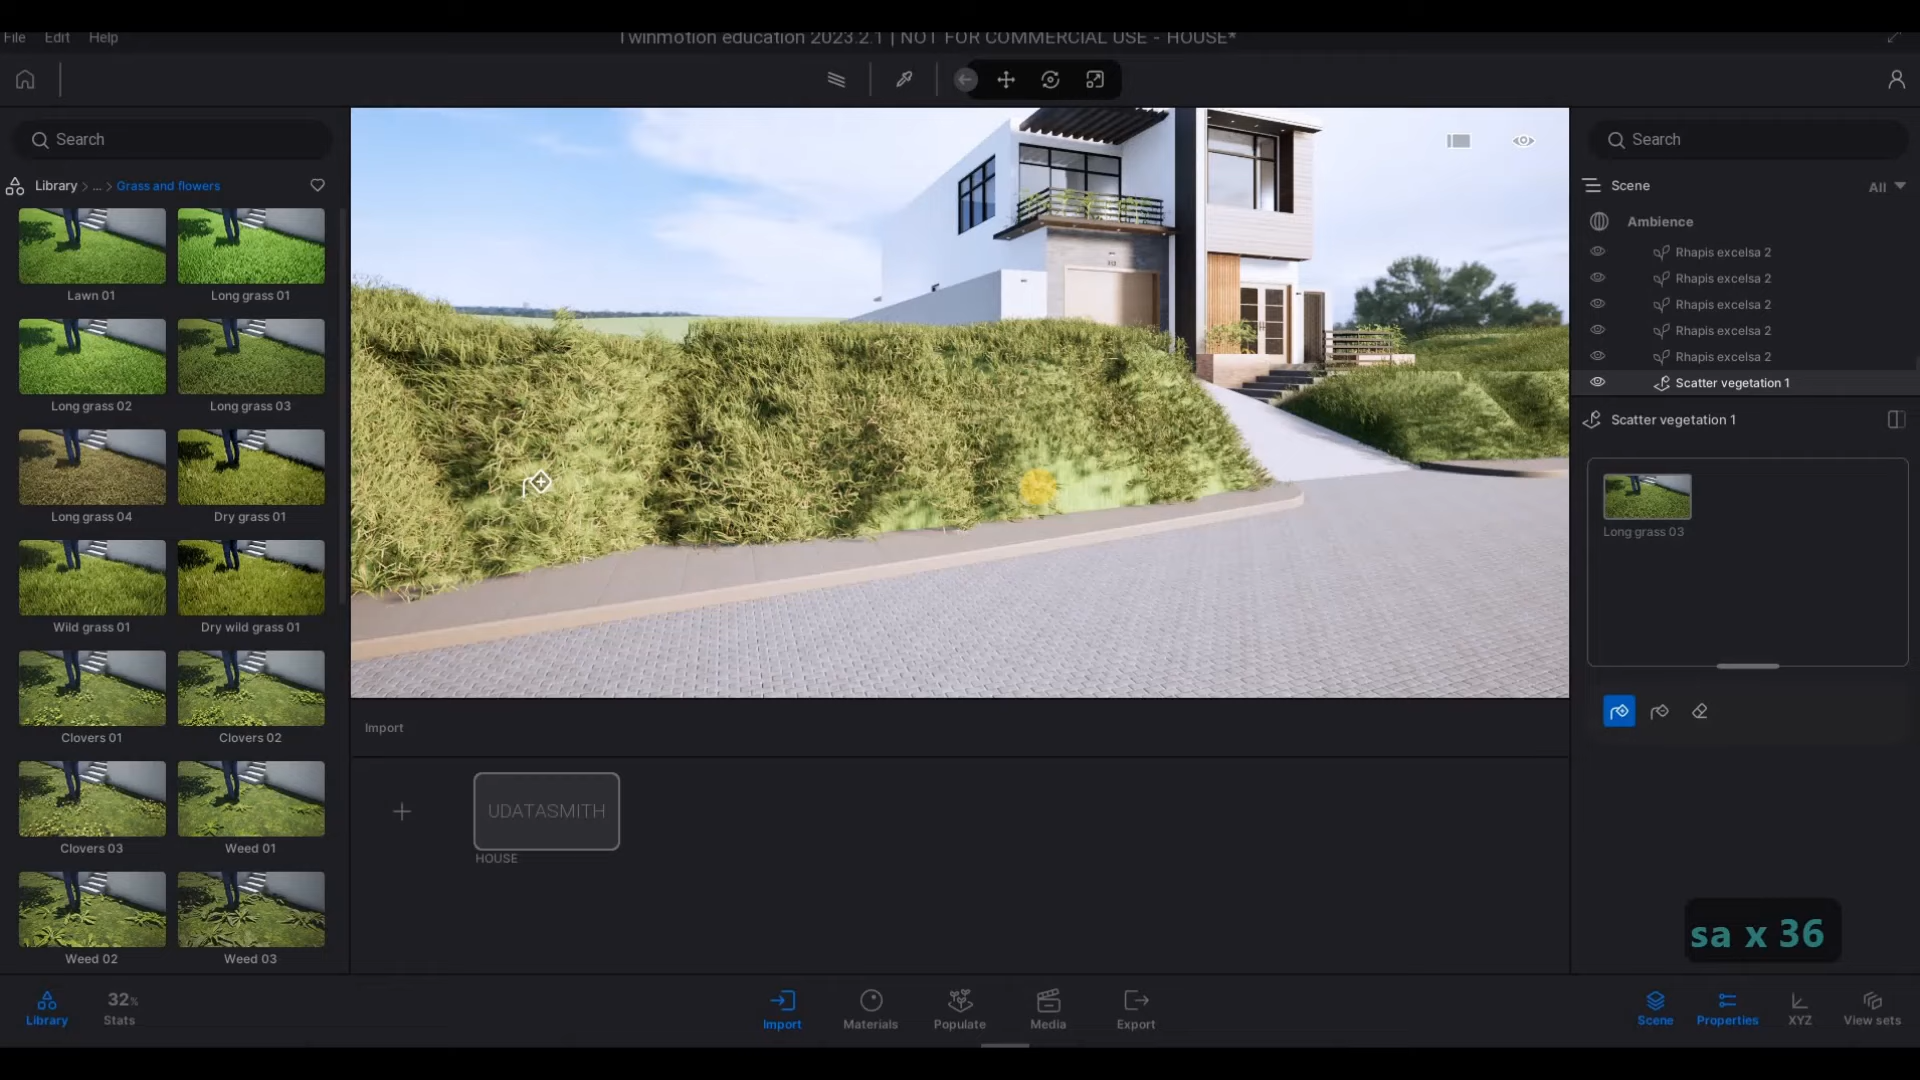 File Edit Help
Twinmotion education 2023.2.1 | NOT FOR COMMERCIAL USE - HOUSE*
Search
Library > ... > Grass and flowers
Lawn 01
Long grass 01
Long grass 02
Long grass 03
Long grass 04
Dry grass 01
Wild grass 01
Dry wild grass 01
Clovers 01
Clovers 02
Clovers 03
Weed 01
Weed 02
Weed 03
Import
UDATASMITH
HOUSE
Search
Scene
All
Ambience
Rhapis excelsa 2
Rhapis excelsa 2
Rhapis excelsa 2
Rhapis excelsa 2
Rhapis excelsa 2
Scatter vegetation 1
Scatter vegetation 1
Long grass 03
sa x 36
Library
32%
Stats
Import
Materials
Populate
Media
Export
Scene
Properties
XYZ
View sets